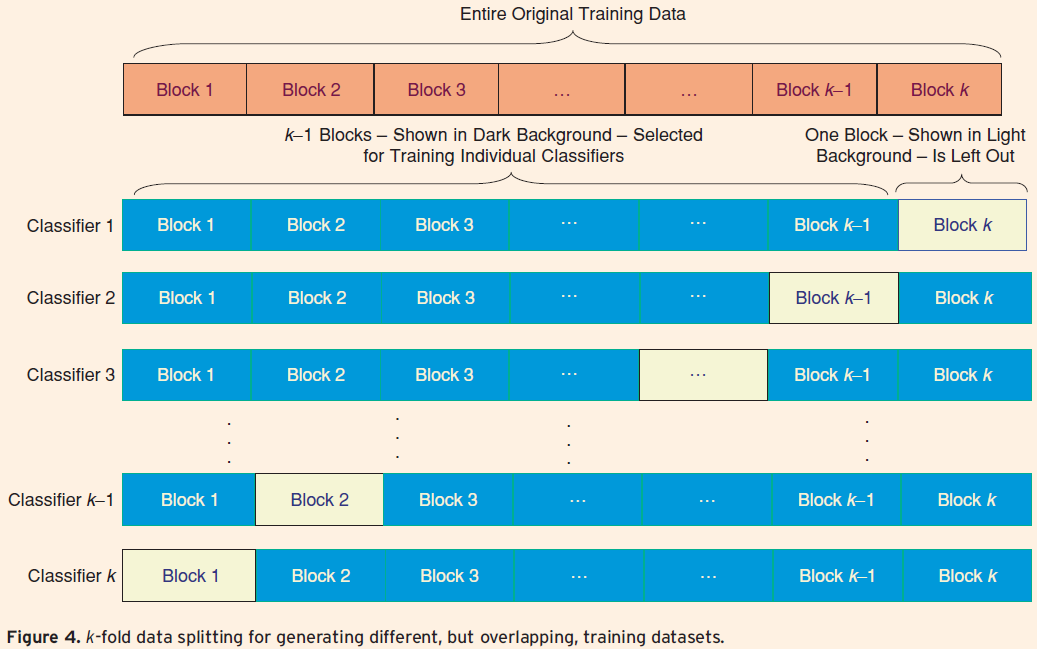 Entire Original Training Data
Block 1 Block 2 Block 3 ... ... Block k–1 Block k
k–1 Blocks – Shown in Dark Background – Selected
for Training Individual Classifiers
One Block – Shown in Light
Background – Is Left Out
Classifier 1 Block 1 Block 2 Block 3 ... ... Block k–1 Block k
Classifier 2 Block 1 Block 2 Block 3 ... ... Block k–1 Block k
Classifier 3 Block 1 Block 2 Block 3 ... ... Block k–1 Block k
Classifier k–1 Block 1 Block 2 Block 3 ... ... Block k–1 Block k
Classifier k Block 1 Block 2 Block 3 ... ... Block k–1 Block k
Figure 4. k-fold data splitting for generating different, but overlapping, training datasets.